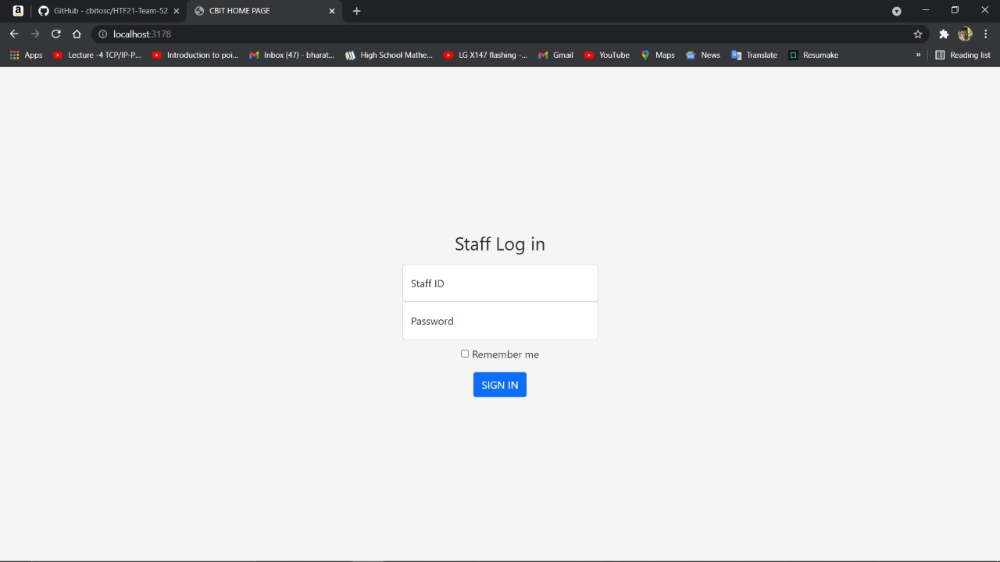 a
GitHub - cbitosc/HTF21-Team-52
CBIT HOME PAGE
localhost:3178
Apps
Lecture -4 TCP/IP-P...
Introduction to poi...
Inbox (47) - bharat...
High School Mathe...
LG X147 flashing -...
Gmail
YouTube
Maps
News
Translate
Resumake
»
Reading list
Staff Log in
Staff ID
Password
Remember me
SIGN IN